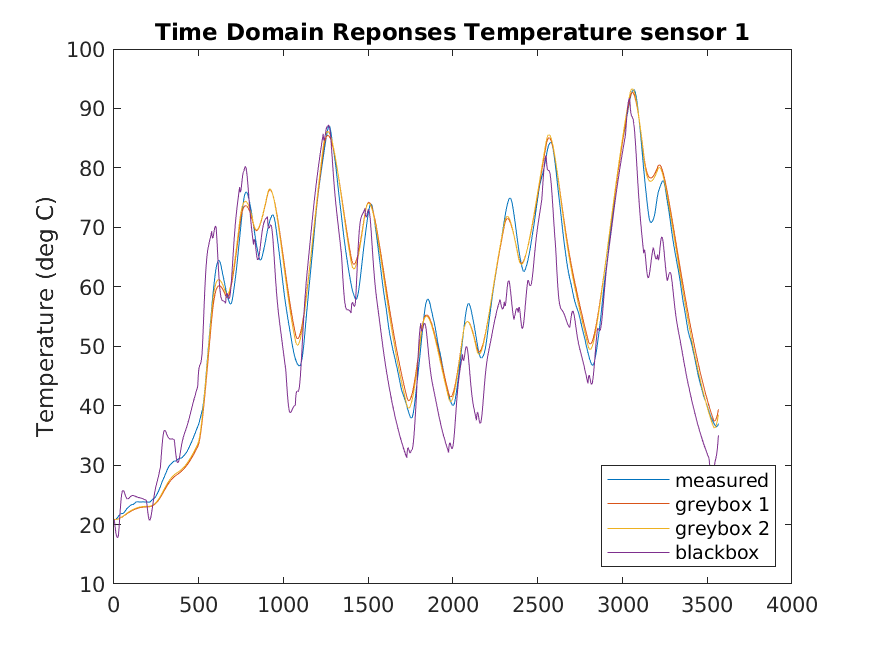 Time Domain Reponses Temperature sensor 1
Temperature (deg C)
100
90
80
70
60
50
40
30
20
10
0 500 1000 1500 2000 2500 3000 3500 4000
measured
greybox 1
greybox 2
blackbox